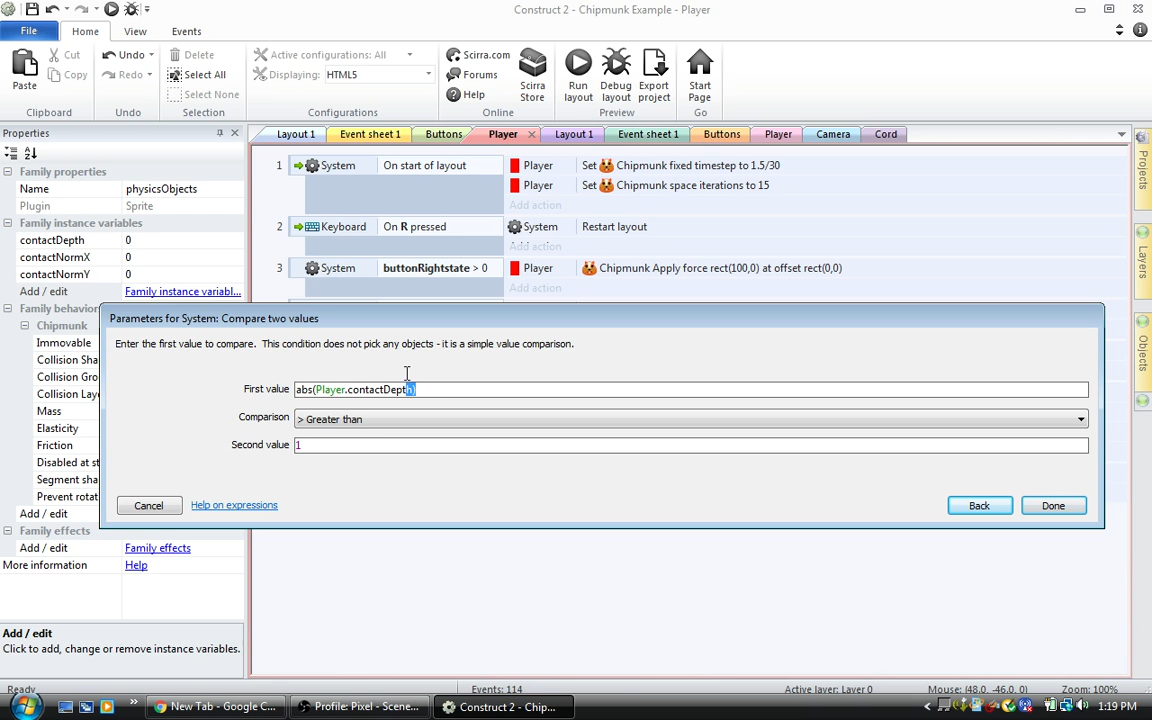 Construct 2 - Chipmunk Example - Player
File
Home
View
Events
Paste
Cut
Copy
Clipboard
Undo
Redo
Undo
Delete
Select All
Select None
Selection
Active configurations: All
Displaying: HTML5
Configurations
Scirra.com
Forums
Help
Scirra Store
Online
Run layout
Debug layout
Export project
Preview
Start Page
Go
Properties
Layout 1
Event sheet 1
Buttons
Player
Layout 1
Event sheet 1
Buttons
Player
Camera
Cord
Projects
Layers
Objects
Family properties
Name physicsObjects
Plugin Sprite
Family instance variables
contactDepth 0
contactNormX 0
contactNormY 0
Add / edit Family instance variabl...
Family behavior
Chipmunk
Immovable
Collision Sha
Collision Gro
Collision Laye
Mass
Elasticity
Friction
Disabled at st
Segment sha
Prevent rotat
Add / edit
Family effects
Add / edit Family effects
More information Help
Add / edit
Click to add, change or remove instance variables.
1 System On start of layout Player Set Chipmunk fixed timestep to 1.5/30
Player Set Chipmunk space iterations to 15
Add action
2 Keyboard On R pressed System Restart layout
Add action
3 System buttonRightstate > 0 Player Chipmunk Apply force rect(100,0) at offset rect(0,0)
Add action
Parameters for System: Compare two values
Enter the first value to compare. This condition does not pick any objects - it is a simple value comparison.
First value abs(Player.contactDepth)
Comparison > Greater than
Second value 1
Cancel
Help on expressions
Back
Done
Ready
Events: 114
Active layer: Layer 0
Mouse: (48.0, -46.0, 0)
Zoom: 100%
New Tab - Google C...
Profile: Pixel - Scene...
Construct 2 - Chip...
1:19 PM